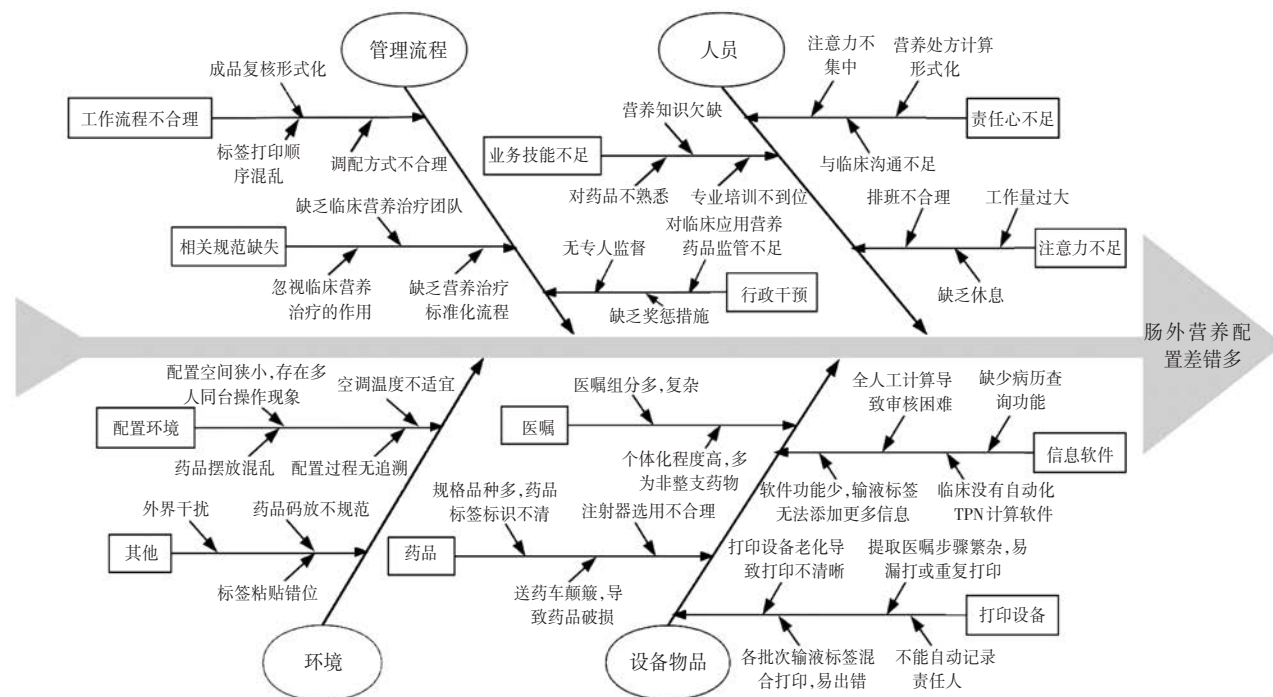 管理流程
人员
成品复核形式化
工作流程不合理
标签打印顺
序混乱
调配方式不合理
缺乏临床营养治疗团队
相关规范缺失
忽视临床营养
治疗的作用
缺乏营养治疗
标准化流程
无专人监督
对临床应用营养
药品监管不足
行政干预
缺乏奖惩措施
营养知识欠缺
业务技能不足
对药品不熟悉
专业培训不到位
注意力不
集中
营养处方计算
形式化
责任心不足
与临床沟通不足
排班不合理
工作量过大
注意力不足
缺乏休息
肠外营养配
置差错多
配置空间狭小,存在多
人同台操作现象
空调温度不适宜
配置环境
药品摆放混乱
配置过程无追溯
外界干扰
药品码放不规范
其他
标签粘贴错位
环境
医嘱组分多,复杂
医嘱
个体化程度高,多
为非整支药物
规格品种多,药品
标签标识不清
注射器选用不合理
药品
送药车颠簸,导
致药品破损
全人工计算导
致审核困难
缺少病历查
询功能
信息软件
软件功能少,输液标签
无法添加更多信息
临床没有自动化
TPN计算软件
打印设备老化导
致打印不清晰
提取医嘱步骤繁杂,易
漏打或重复打印
打印设备
各批次输液标签混
合打印,易出错
不能自动记录
责任人
设备物品